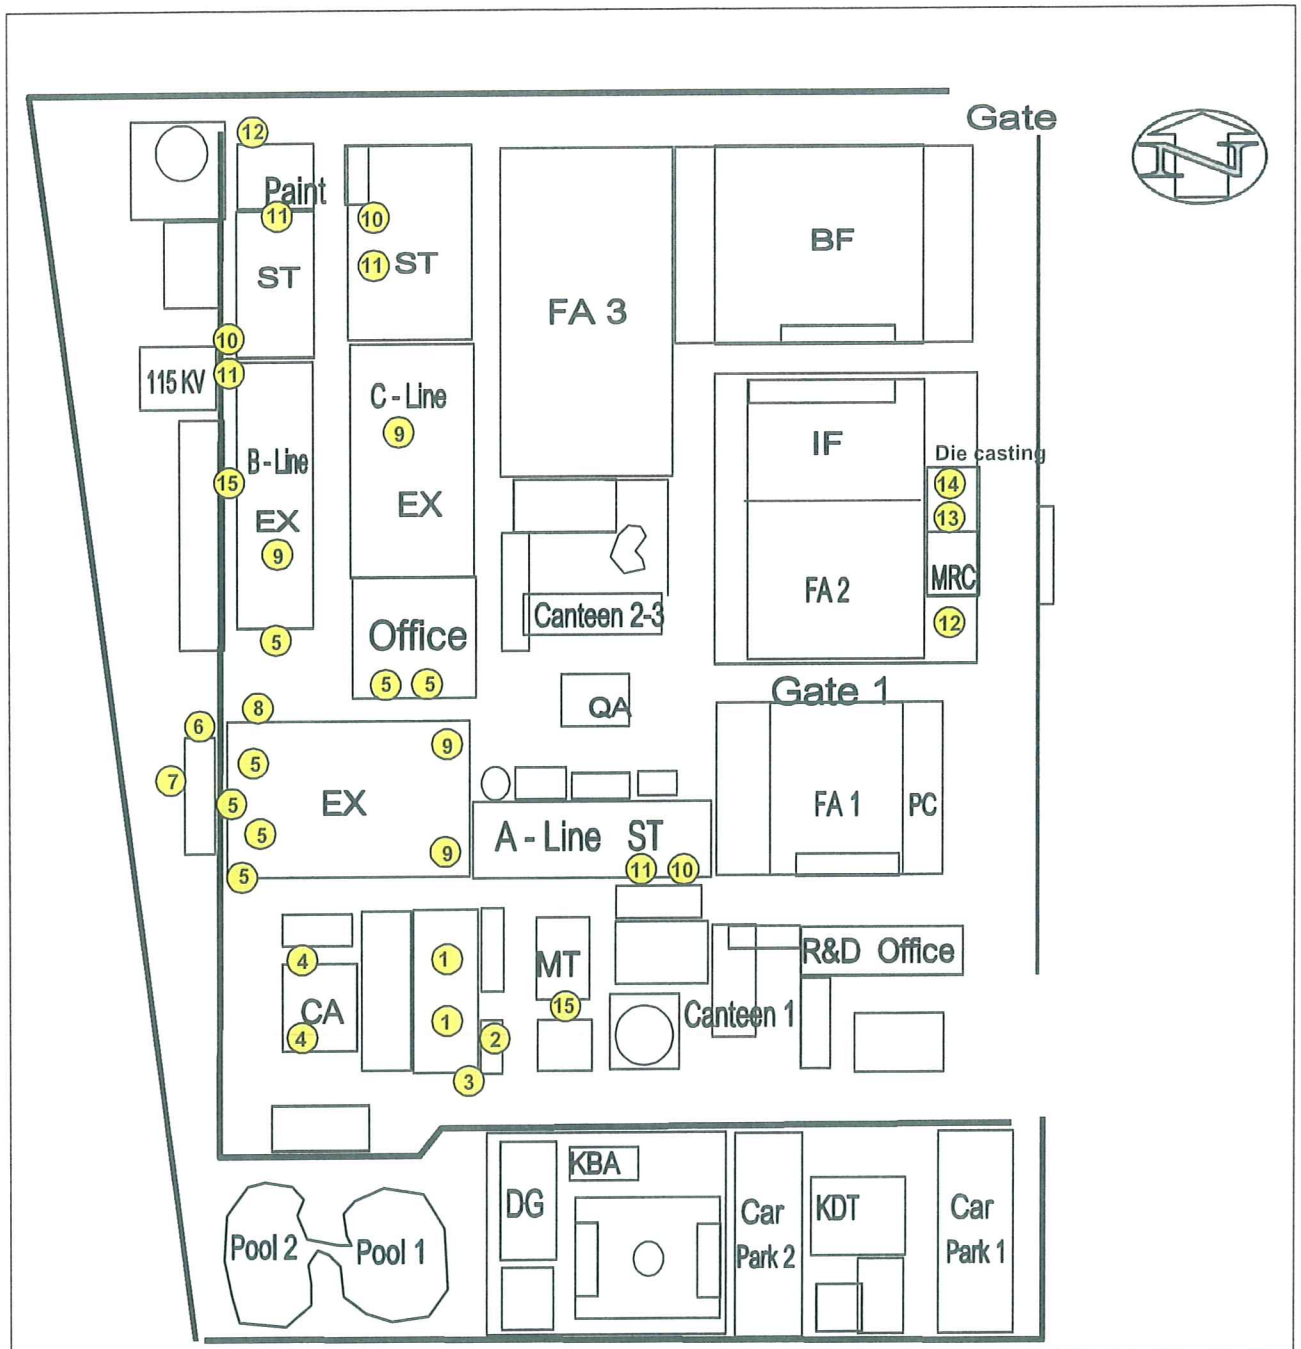 Gate
N
12
Paint
11
10
BF
ST
11
ST
FA 3
10
11
115 KV
C - Line
9
IF
Die casting
B - Line
15
14
EX
EX
13
9
FA 2
MRC
Canteen 2-3
12
5
Office
5
5
Gate 1
8
QA
6
9
5
7
EX
5
FA 1
PC
5
A - Line ST
9
11
10
5
4
1
MT
R&D Office
CA
15
Canteen 1
1
4
2
3
KBA
DG
Car
Park 2
KDT
Car
Park 1
Pool 2
Pool 1